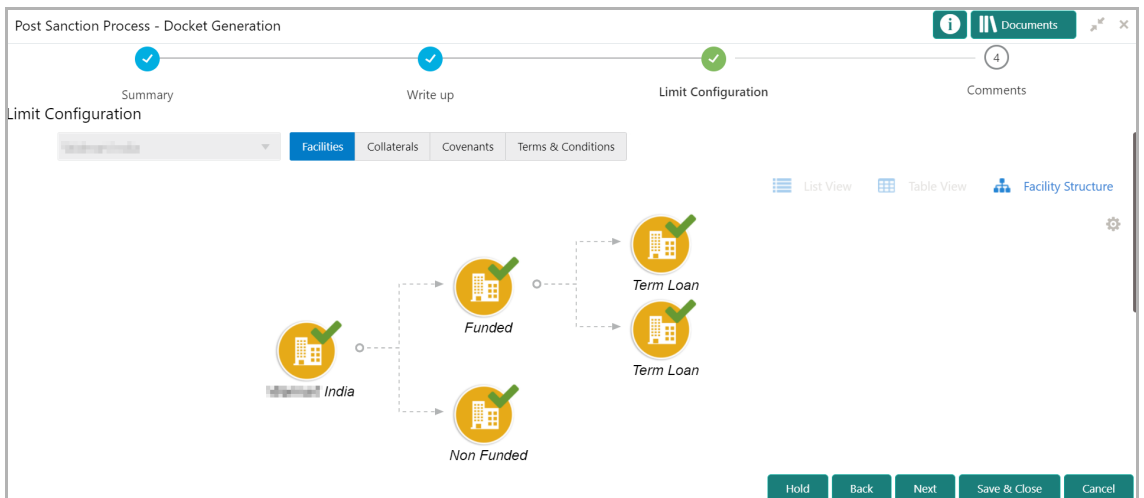 Post Sanction Process - Docket Generation
Documents
4
Summary
Write up
Limit Configuration
Comments
Limit Configuration
Facilities
Collaterals
Covenants
Terms & Conditions
List View
Table View
Facility Structure
Term Loan
Funded
Term Loan
India
Non Funded
Hold
Back
Next
Save & Close
Cancel